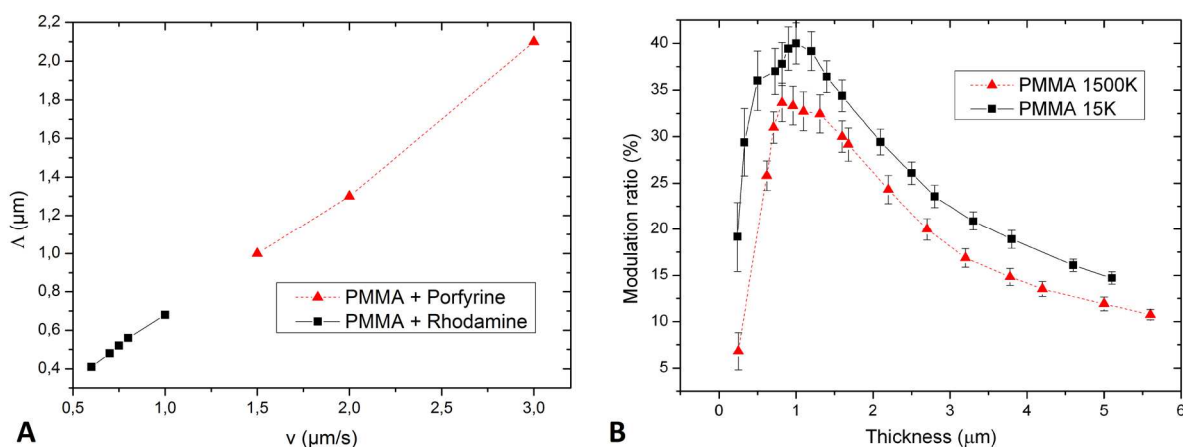 2,2
2,0
1,8
1,6
1,4
1,2
1,0
0,8
0,6
0,4
Λ (µm)
PMMA + Porfyrine
PMMA + Rhodamine
0,5 1,0 1,5 2,0 2,5 3,0
v (µm/s)
A
40
35
30
25
20
15
10
5
Modulation ratio (%)
PMMA 1500K
PMMA 15K
0 1 2 3 4 5 6
Thickness (µm)
B